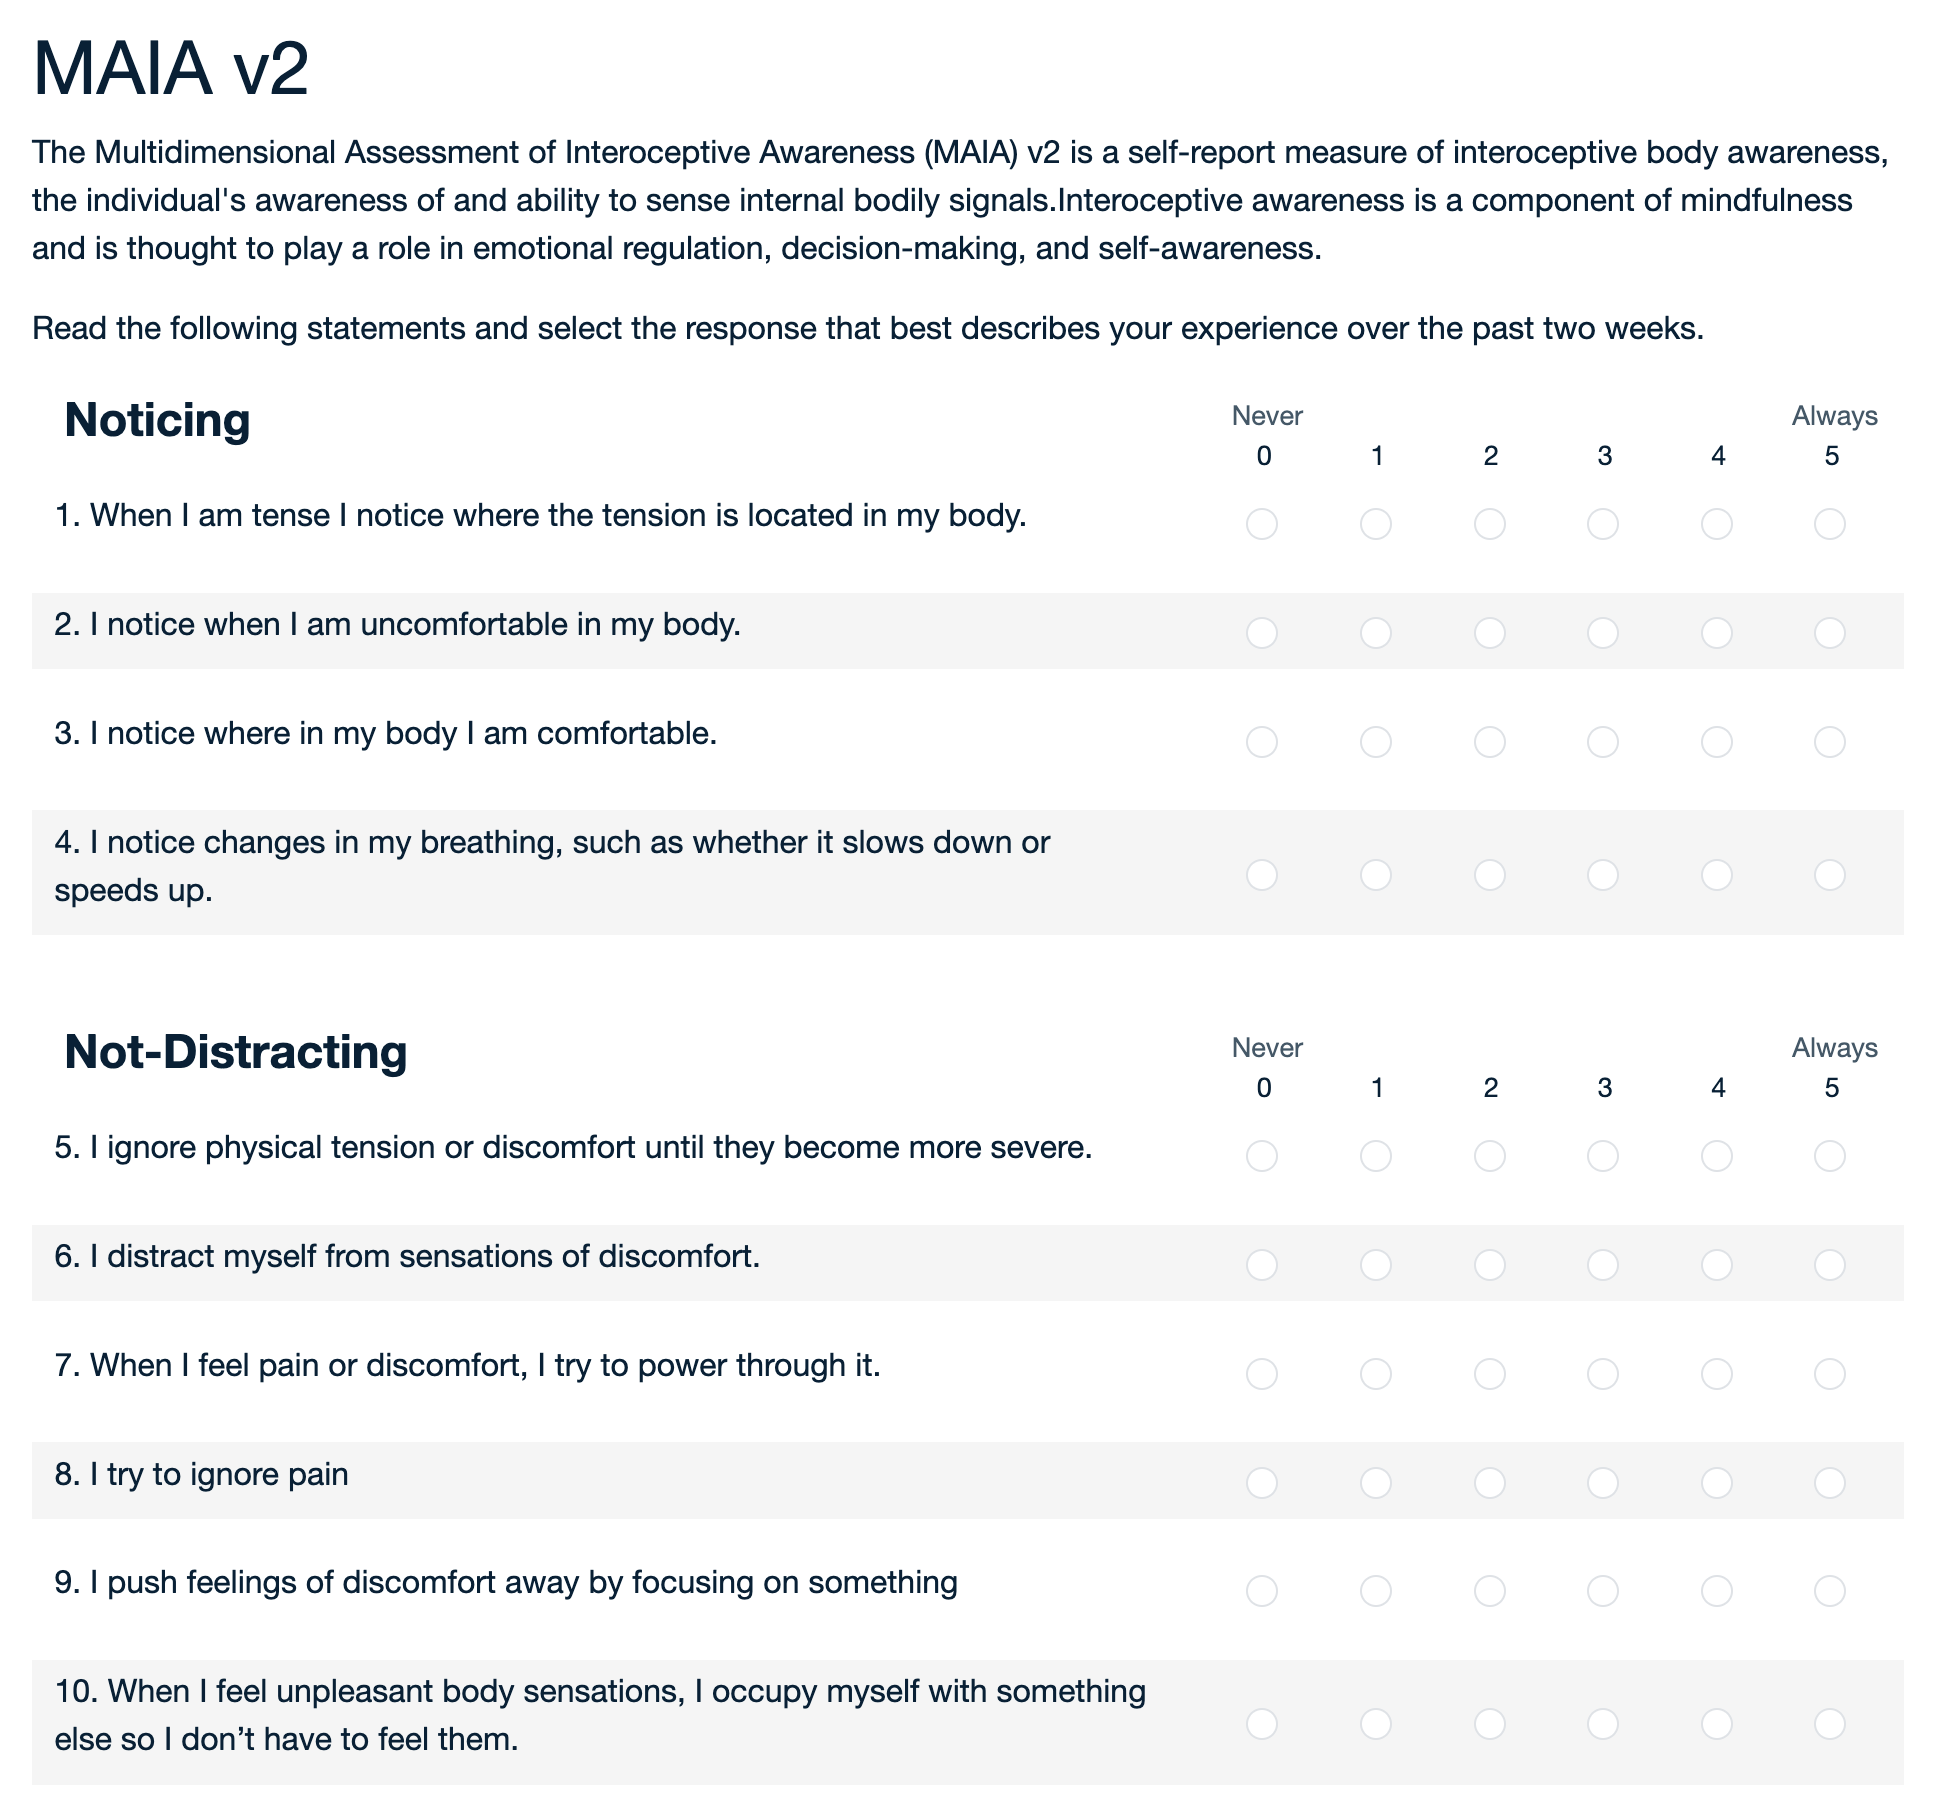 MAIA v2
The Multidimensional Assessment of Interoceptive Awareness (MAIA) v2 is a self-report measure of interoceptive body awareness,
the individual's awareness of and ability to sense internal bodily signals.Interoceptive awareness is a component of mindfulness
and is thought to play a role in emotional regulation, decision-making, and self-awareness.
Read the following statements and select the response that best describes your experience over the past two weeks.
Noticing
Never Always
0 1 2 3 4 5
1. When I am tense I notice where the tension is located in my body.
2. I notice when I am uncomfortable in my body.
3. I notice where in my body I am comfortable.
4. I notice changes in my breathing, such as whether it slows down or
speeds up.
Not-Distracting
Never Always
0 1 2 3 4 5
5. I ignore physical tension or discomfort until they become more severe.
6. I distract myself from sensations of discomfort.
7. When I feel pain or discomfort, I try to power through it.
8. I try to ignore pain
9. I push feelings of discomfort away by focusing on something
10. When I feel unpleasant body sensations, I occupy myself with something
else so I don’t have to feel them.